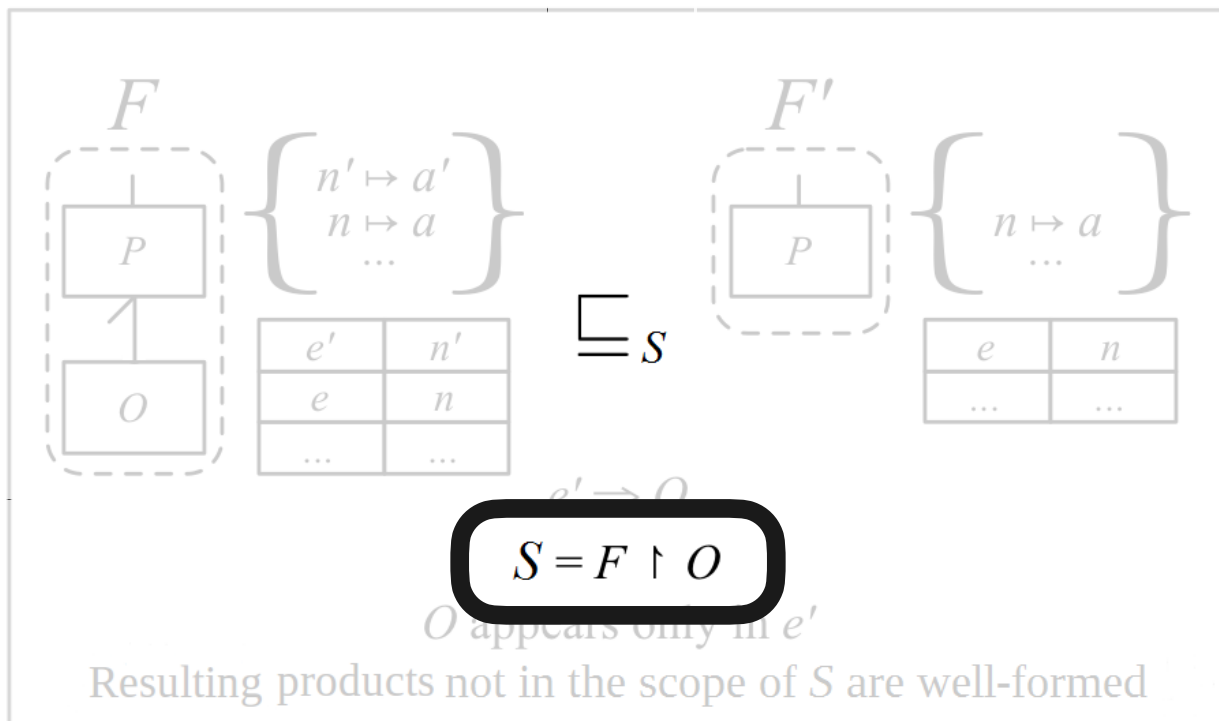 F F′
n′ ↦ a′
n ↦ a n ↦ a
... ...
P P
⊑S
e′ n′ e n
e n ... ...
O
... ...
e′ ⇒ O
S = F ↾ O
O appears only in e′
Resulting products not in the scope of S are well-formed